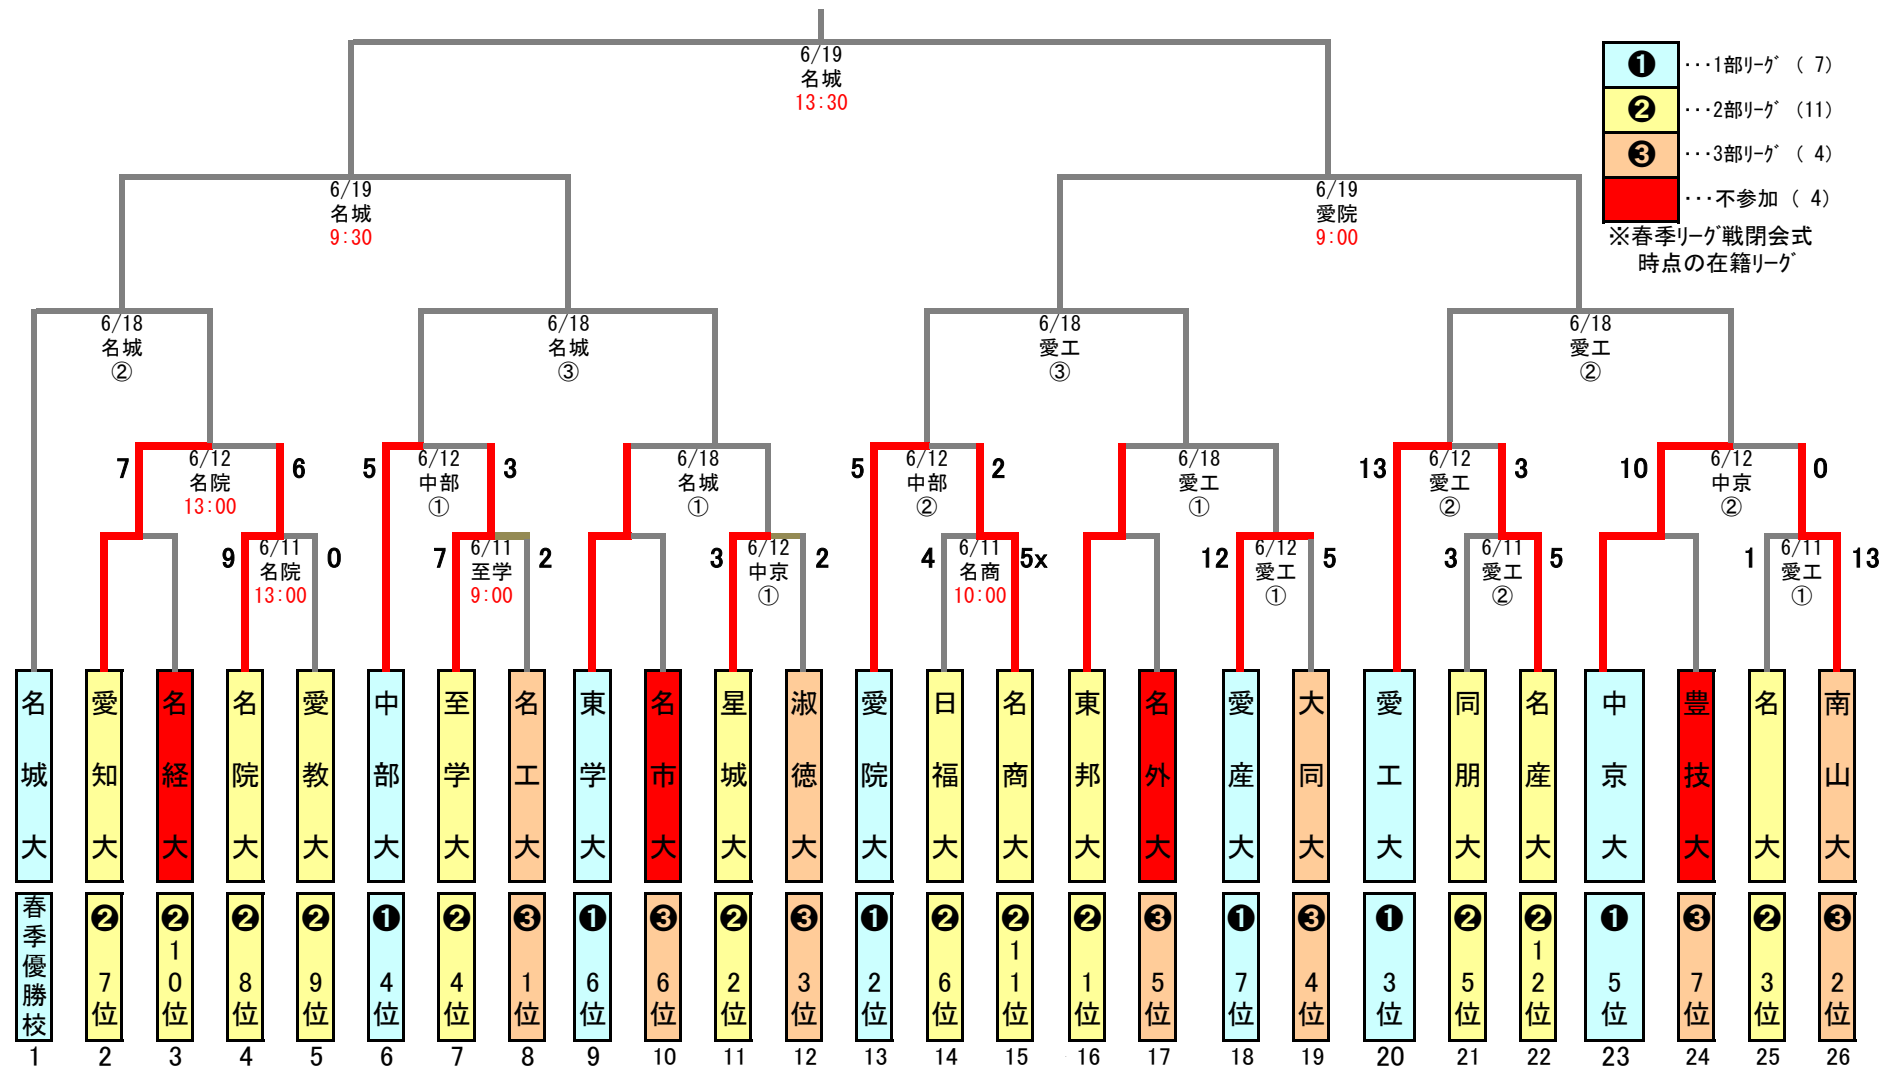 6/19
名城
13:30
❶ ･･･1部ﾘｰｸﾞ ( 7)
❷ ･･･2部ﾘｰｸﾞ (11)
❸ ･･･3部ﾘｰｸﾞ ( 4)
･･･不参加 ( 4)
※春季ﾘｰｸﾞ戦閉会式
時点の在籍ﾘｰｸﾞ
6/19
名城
9:30
6/19
愛院
9:00
6/18
名城
②
6/18
名城
③
6/18
愛工
③
6/18
愛工
②
7
6/12
名院
13:00
6
5
6/12
中部
①
3
6/18
名城
①
5
6/12
中部
②
2
6/18
愛工
①
13
6/12
愛工
②
3
10
6/12
中京
②
0
9
6/11
名院
13:00
0
7
6/11
至学
9:00
2
3
6/12
中京
①
2
4
6/11
名商
10:00
5x
12
6/12
愛工
①
5
3
6/11
愛工
②
5
1
6/11
愛工
①
13
名城大
愛知大
名経大
名院大
愛教大
中部大
至学大
名工大
東学大
名市大
星城大
淑徳大
愛院大
日福大
名商大
東邦大
名外大
愛産大
大同大
愛工大
同朋大
名産大
中京大
豊技大
名大
南山大
春季優勝校
❷7位
❷10位
❷8位
❷9位
❶4位
❷4位
❸1位
❶6位
❸6位
❷2位
❸3位
❶2位
❷6位
❷11位
❷1位
❸5位
❶7位
❸4位
❶3位
❷5位
❷12位
❶5位
❸7位
❷3位
❸2位
1 2 3 4 5 6 7 8 9 10 11 12 13 14 15 16 17 18 19 20 21 22 23 24 25 26